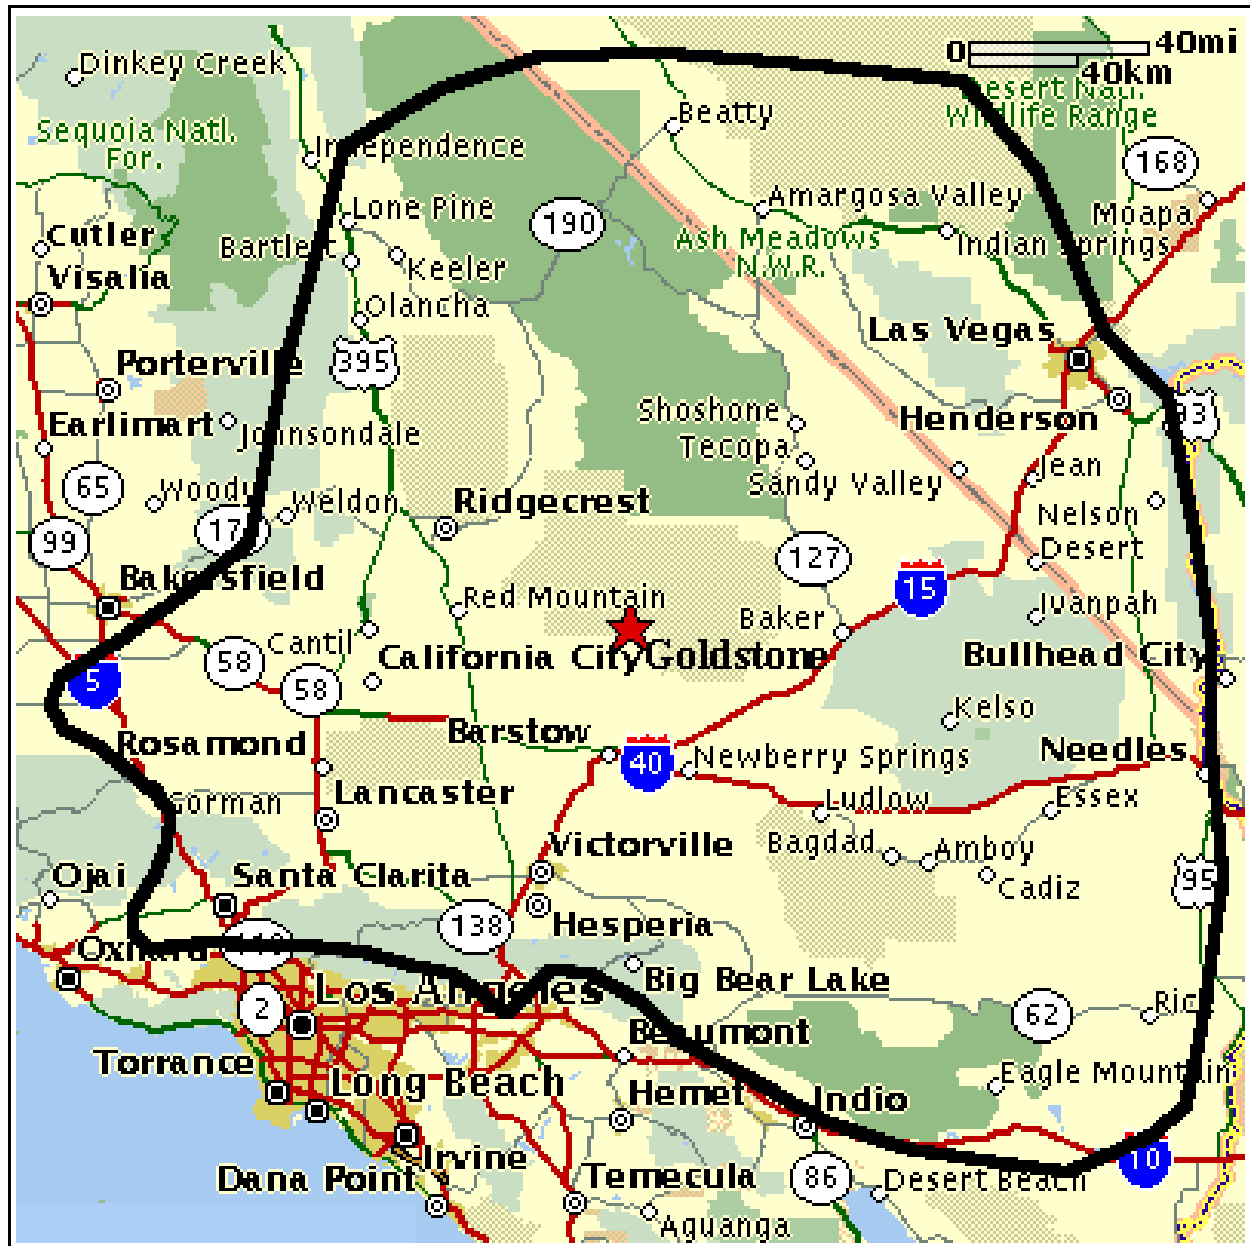 0 40mi
40km
Dinkey Creek
Desert Natl.
Wildlife Range
Beatty
Sequoia Natl.
For.
Independence
168
Amargosa Valley
Moapa
Lone Pine
190
Cutler
Bartlett
Ash Meadows
N.W.R.
Indian Springs
Keeler
Visalia
Olancha
Las Vegas
Porterville
395
Shoshone
Henderson
93
Earlimart
Johnsondale
Tecopa
Jean
Sandy Valley
65
Woody
Weldon
Ridgecrest
Nelson
178
99
127
Desert
Bakersfield
15
Red Mountain
Baker
Ivanpah
Cantil
58
California City
Goldstone
Bullhead City
5
58
Kelso
Rosamond
Barstow
40
Newberry Springs
Needles
Gorman
Lancaster
Ludlow
Essex
Victorville
Bagdad
Amboy
Ojai
Santa Clarita
Cadiz
95
138
Hesperia
Oxnard
Big Bear Lake
Los Angeles
2
62
Rice
Beaumont
Torrance
Long Beach
Eagle Mountain
Hemet
Indio
Irvine
10
Dana Point
Temecula
86
Desert Beach
Aguanga